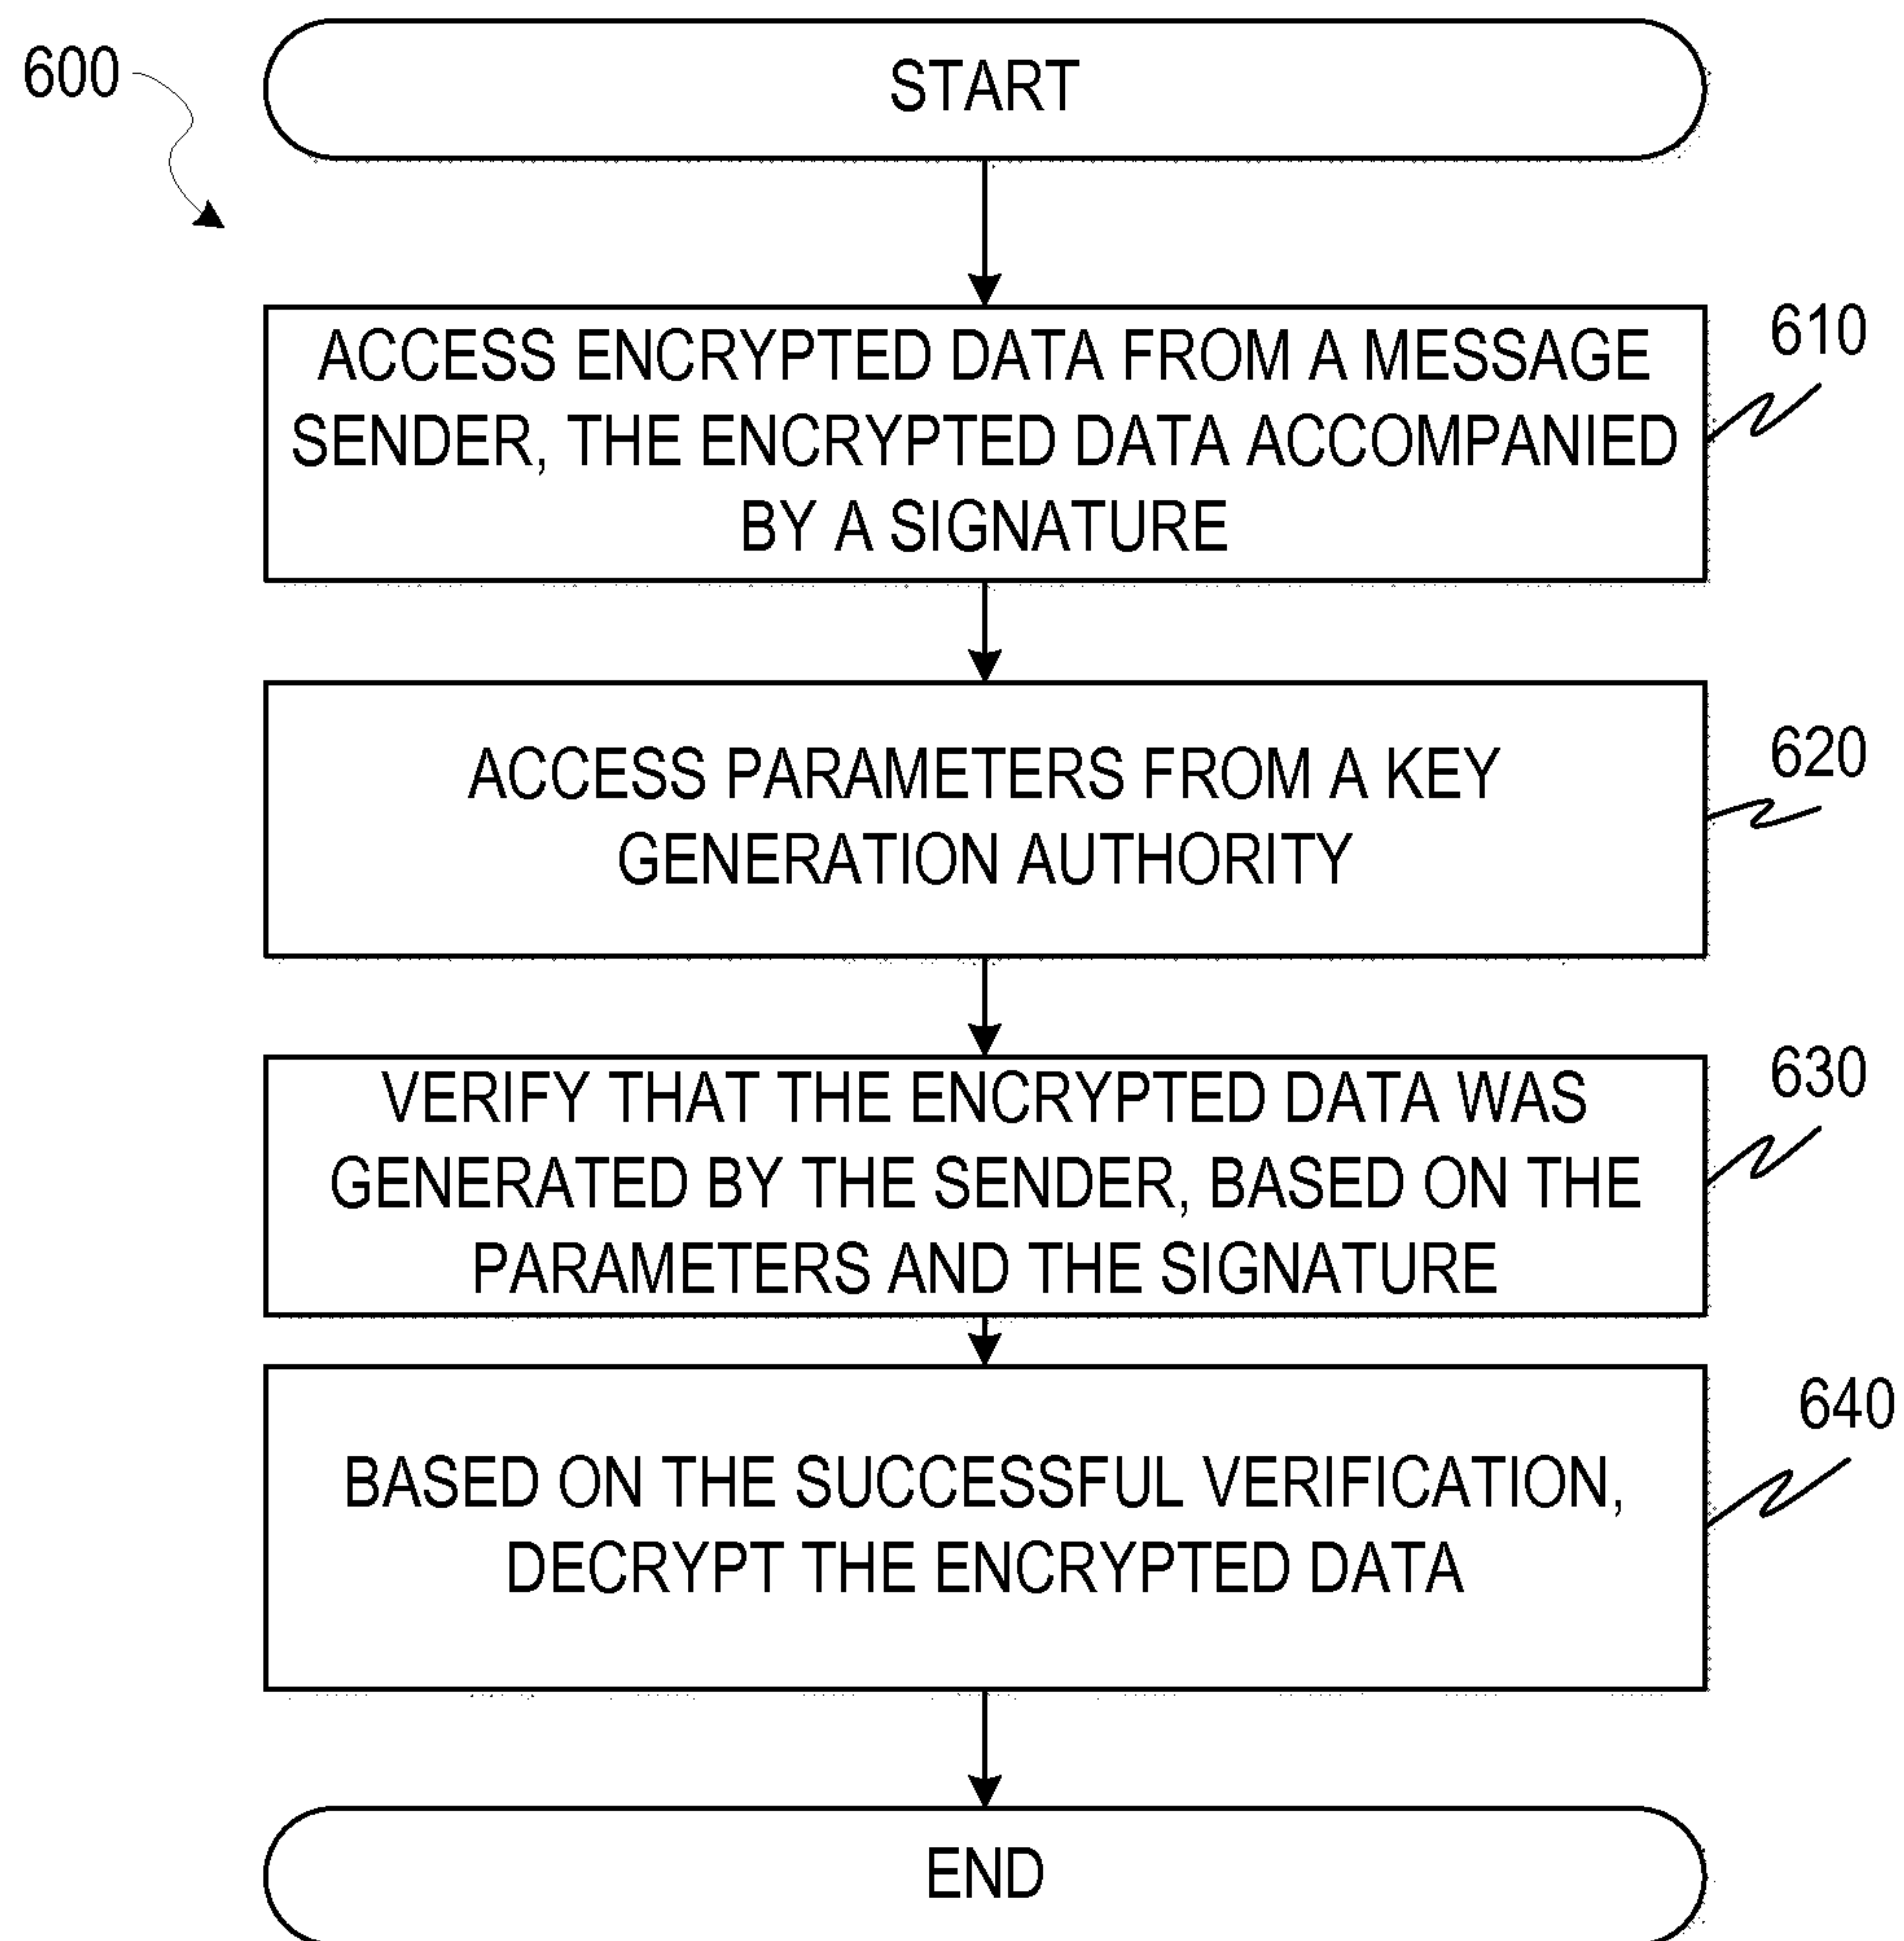 600
START
610
ACCESS ENCRYPTED DATA FROM A MESSAGE
SENDER, THE ENCRYPTED DATA ACCOMPANIED
BY A SIGNATURE
620
ACCESS PARAMETERS FROM A KEY
GENERATION AUTHORITY
630
VERIFY THAT THE ENCRYPTED DATA WAS
GENERATED BY THE SENDER, BASED ON THE
PARAMETERS AND THE SIGNATURE
640
BASED ON THE SUCCESSFUL VERIFICATION,
DECRYPT THE ENCRYPTED DATA
END